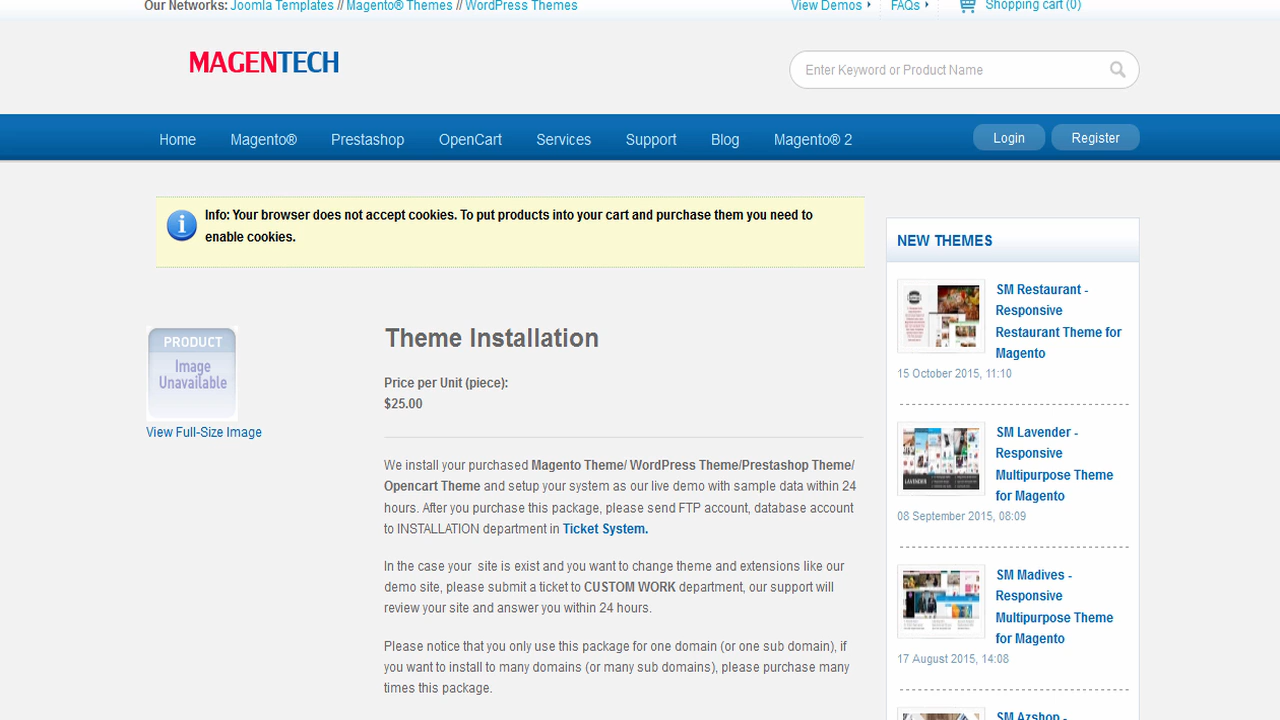 Our Networks: Joomla Templates // Magento® Themes // WordPress Themes
View Demos
FAQs
Shopping cart (0)
MAGENTECH
Enter Keyword or Product Name
Home
Magento®
Prestashop
OpenCart
Services
Support
Blog
Magento® 2
Login
Register
Info: Your browser does not accept cookies. To put products into your cart and purchase them you need to
enable cookies.
PRODUCT
Image
Unavailable
View Full-Size Image
Theme Installation
Price per Unit (piece):
$25.00
We install your purchased Magento Theme/ WordPress Theme/Prestashop Theme/
Opencart Theme and setup your system as our live demo with sample data within 24
hours. After you purchase this package, please send FTP account, database account
to INSTALLATION department in Ticket System.
In the case your site is exist and you want to change theme and extensions like our
demo site, please submit a ticket to CUSTOM WORK department, our support will
review your site and answer you within 24 hours.
Please notice that you only use this package for one domain (or one sub domain), if
you want to install to many domains (or many sub domains), please purchase many
times this package.
NEW THEMES
SM Restaurant -
Responsive
Restaurant Theme for
Magento
15 October 2015, 11:10
SM Lavender -
Responsive
Multipurpose Theme
for Magento
08 September 2015, 08:09
SM Madives -
Responsive
Multipurpose Theme
for Magento
17 August 2015, 14:08
SM Azshop -